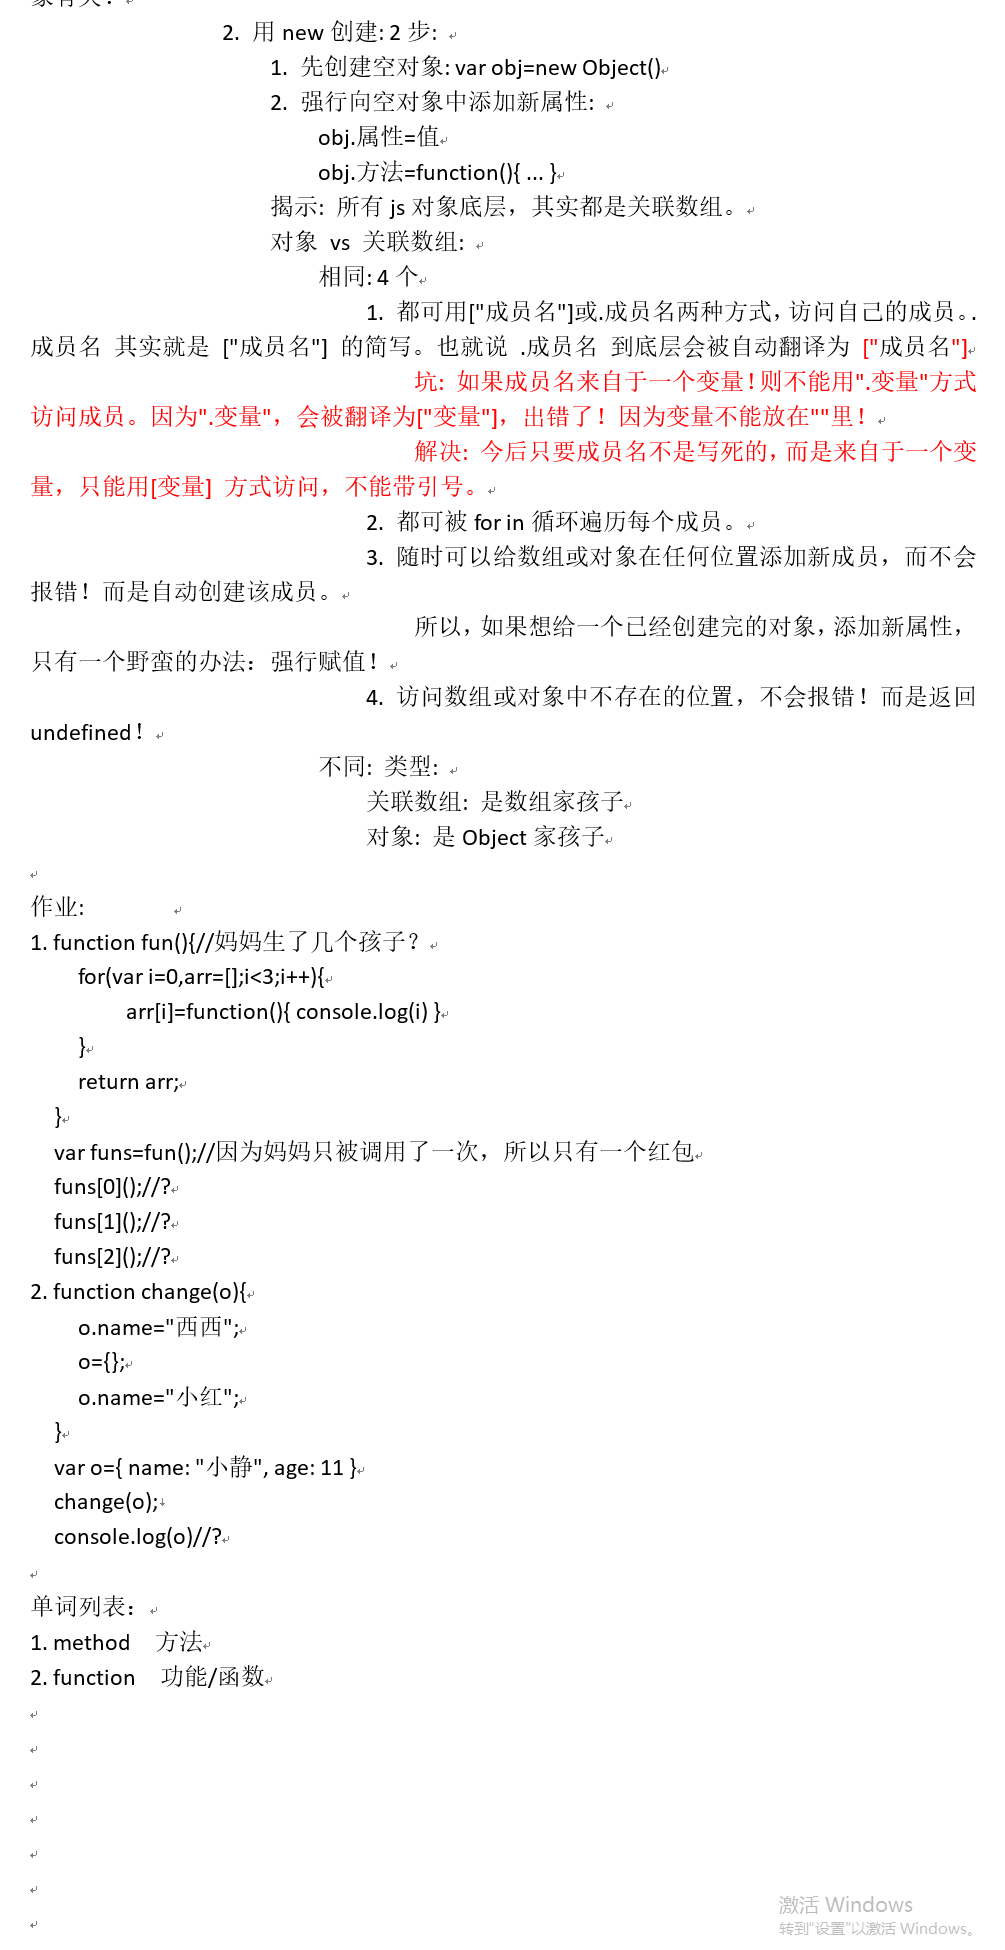 2. 用 new 创建: 2 步:
1. 先创建空对象: var obj=new Object()
2. 强行向空对象中添加新属性:
obj.属性=值
obj.方法=function(){ ... }
揭示: 所有 js 对象底层，其实都是关联数组。
对象 vs 关联数组:
相同: 4 个
1. 都可用["成员名"]或.成员名两种方式，访问自己的成员。.
成员名 其实就是 ["成员名"] 的简写。也就说 .成员名 到底层会被自动翻译为 ["成员名"]
坑: 如果成员名来自于一个变量！则不能用".变量"方式
访问成员。因为".变量"，会被翻译为["变量"]，出错了！因为变量不能放在""里！
解决: 今后只要成员名不是写死的，而是来自于一个变
量，只能用[变量] 方式访问，不能带引号。
2. 都可被 for in 循环遍历每个成员。
3. 随时可以给数组或对象在任何位置添加新成员，而不会
报错！而是自动创建该成员。
所以，如果想给一个已经创建完的对象，添加新属性，
只有一个野蛮的办法：强行赋值！
4. 访问数组或对象中不存在的位置，不会报错！而是返回
undefined！
不同: 类型:
关联数组: 是数组家孩子
对象: 是 Object 家孩子
作业:
1. function fun(){//妈妈生了几个孩子？
for(var i=0,arr=[];i<3;i++){
arr[i]=function(){ console.log(i) }
}
return arr;
}
var funs=fun();//因为妈妈只被调用了一次，所以只有一个红包
funs[0]();//?
funs[1]();//?
funs[2]();//?
2. function change(o){
o.name="西西";
o={};
o.name="小红";
}
var o={ name: "小静", age: 11 }
change(o);
console.log(o)//?
单词列表：
1. method 方法
2. function 功能/函数
激活 Windows
转到"设置"以激活 Windows。